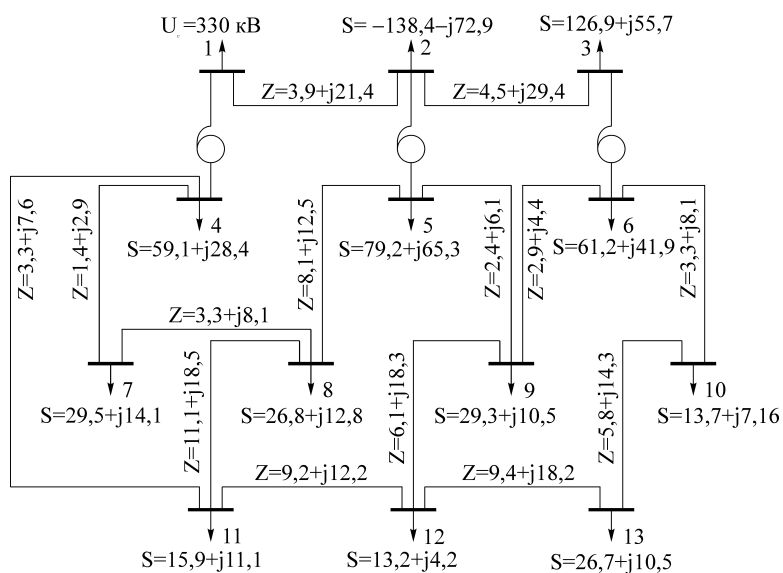 U =330 кВ
S= −138,4−j72,9
S=126,9+j55,7
1
2
3
Z=3,9+j21,4
Z=4,5+j29,4
Z=3,3+j7,6
Z=1,4+j2,9
4
S=59,1+j28,4
Z=8,1+j12,5
5
S=79,2+j65,3
Z=2,4+j6,1
Z=2,9+j4,4
6
S=61,2+j41,9
Z=3,3+j8,1
Z=3,3+j8,1
7
S=29,5+j14,1
Z=11,1+j18,5
8
S=26,8+j12,8
Z=6,1+j18,3
9
S=29,3+j10,5
Z=5,8+j14,3
10
S=13,7+j7,16
Z=9,2+j12,2
Z=9,4+j18,2
11
S=15,9+j11,1
12
S=13,2+j4,2
13
S=26,7+j10,5